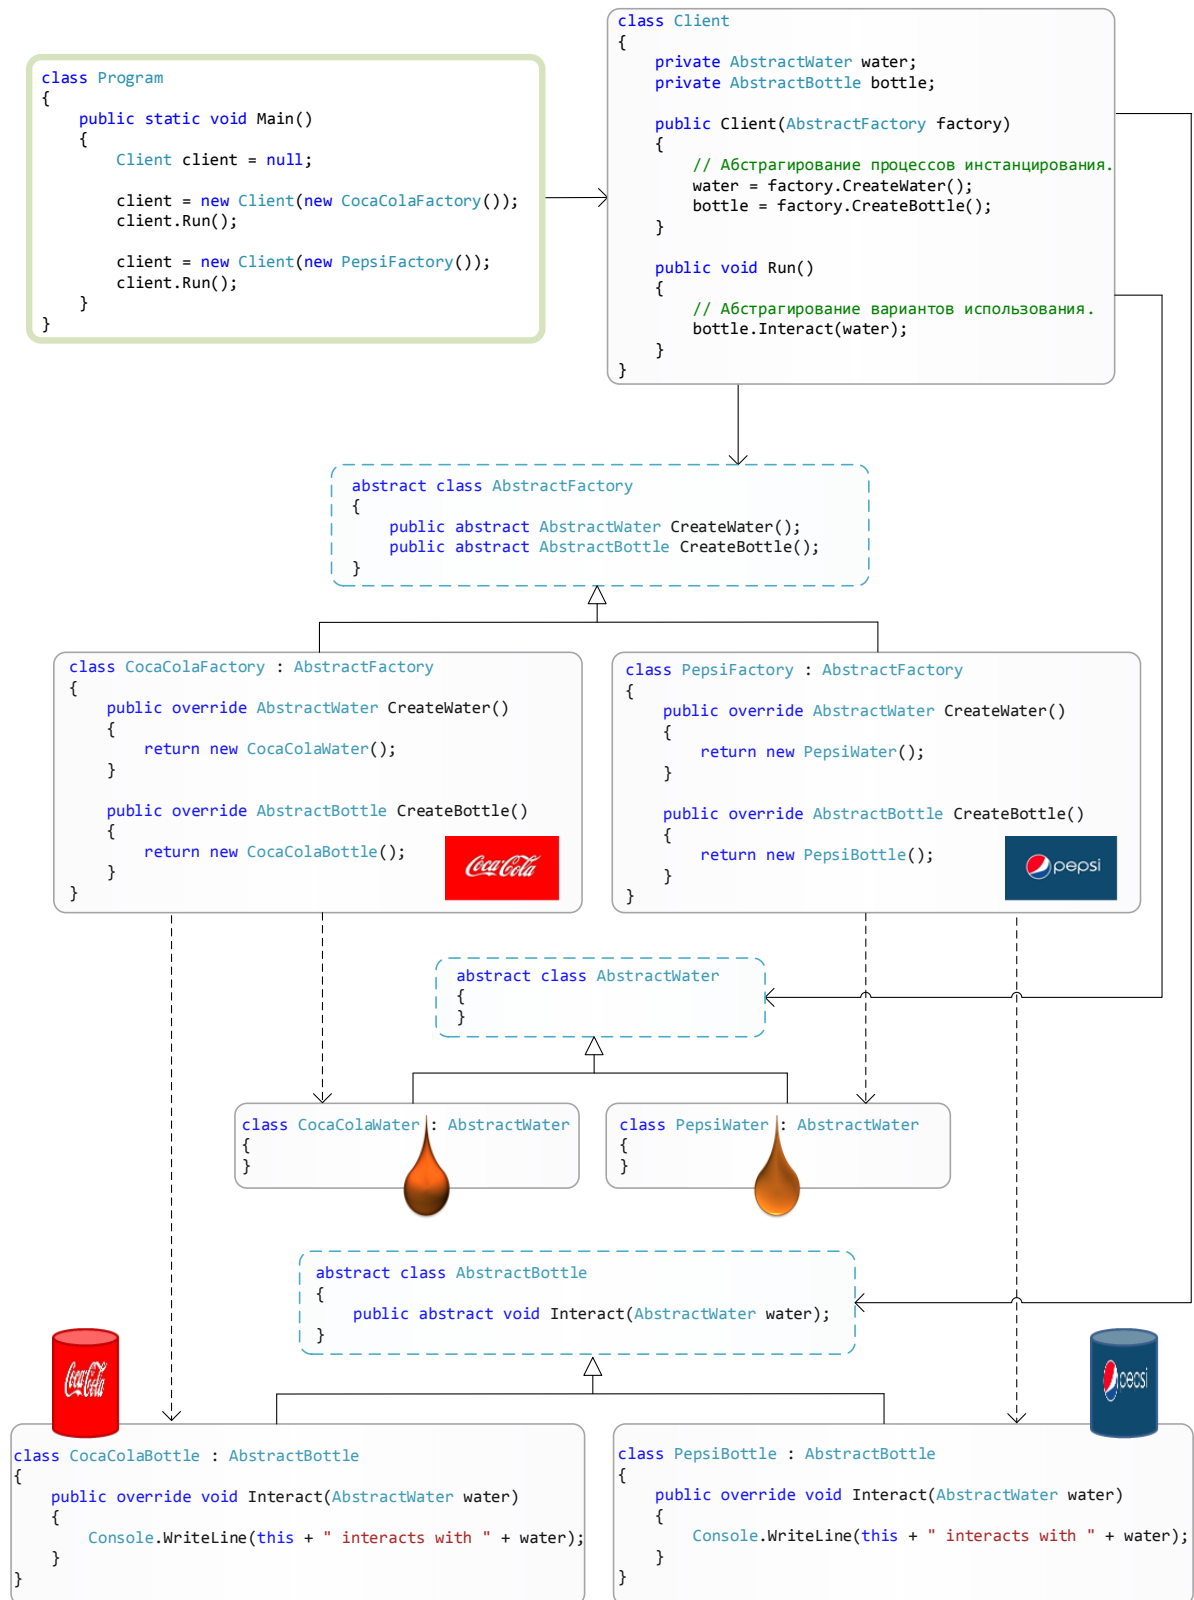 class Program
{
    public static void Main()
    {
        Client client = null;

        client = new Client(new CocaColaFactory());
        client.Run();

        client = new Client(new PepsiFactory());
        client.Run();
    }
}
class Client
{
    private AbstractWater water;
    private AbstractBottle bottle;

    public Client(AbstractFactory factory)
    {
        // Абстрагирование процессов инстанцирования.
        water = factory.CreateWater();
        bottle = factory.CreateBottle();
    }

    public void Run()
    {
        // Абстрагирование вариантов использования.
        bottle.Interact(water);
    }
}
abstract class AbstractFactory
{
    public abstract AbstractWater CreateWater();
    public abstract AbstractBottle CreateBottle();
}
class CocaColaFactory : AbstractFactory
{
    public override AbstractWater CreateWater()
    {
        return new CocaColaWater();
    }

    public override AbstractBottle CreateBottle()
    {
        return new CocaColaBottle();
    }
}
Coca-Cola
class PepsiFactory : AbstractFactory
{
    public override AbstractWater CreateWater()
    {
        return new PepsiWater();
    }

    public override AbstractBottle CreateBottle()
    {
        return new PepsiBottle();
    }
}
pepsi
abstract class AbstractWater
{
}
class CocaColaWater : AbstractWater
{
}
class PepsiWater : AbstractWater
{
}
abstract class AbstractBottle
{
    public abstract void Interact(AbstractWater water);
}
Coca-Cola
class CocaColaBottle : AbstractBottle
{
    public override void Interact(AbstractWater water)
    {
        Console.WriteLine(this + " interacts with " + water);
    }
}
pepsi
class PepsiBottle : AbstractBottle
{
    public override void Interact(AbstractWater water)
    {
        Console.WriteLine(this + " interacts with " + water);
    }
}